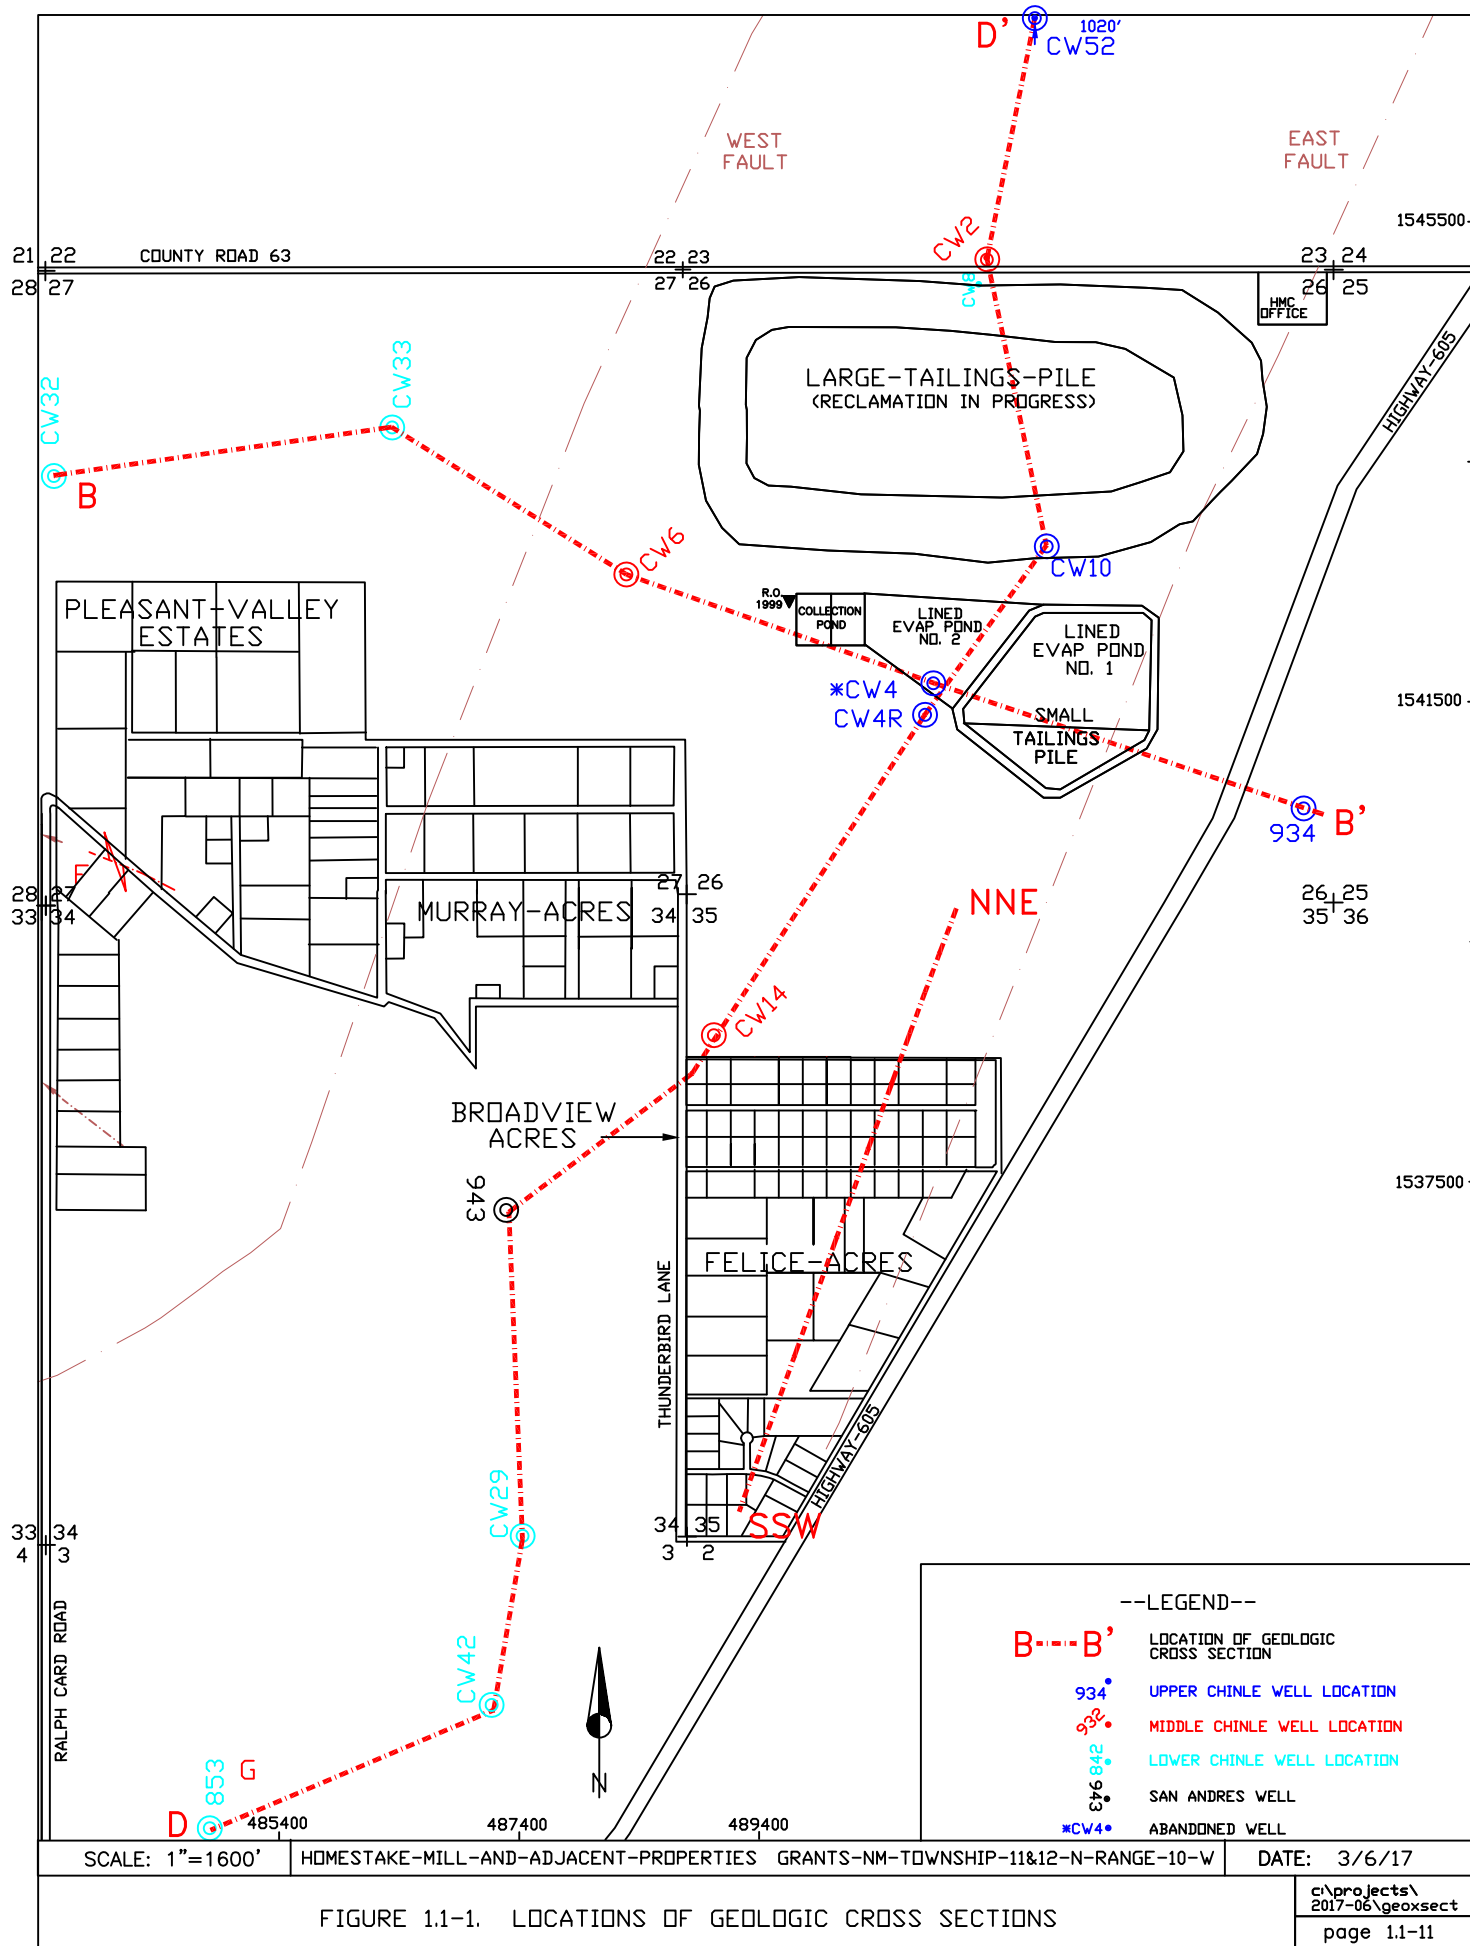 D'
1020'
CW52
WEST
FAULT
EAST
FAULT
1545500
CW2
21 22
COUNTY ROAD 63
22 23
23 24
28 27
27 26
26 25
CW8
HMC
OFFICE
HIGHWAY-605
CW32
CW33
LARGE-TAILINGS-PILE
(RECLAMATION IN PROGRESS)
B
CW6
CW10
R.O.
1999
COLLECTION
POND
LINED
EVAP POND
NO. 2
LINED
EVAP POND
NO. 1
PLEASANT-VALLEY
ESTATES
*CW4
CW4R
1541500
SMALL
TAILINGS
PILE
934
B'
F
28 27
33 34
27 26
34 35
26 25
35 36
MURRAY-ACRES
NNE
CW14
BROADVIEW
ACRES
943
1537500
FELICE-ACRES
THUNDERBIRD LANE
HIGHWAY-605
CW29
SSW
33 34
4 3
34 35
3 2
RALPH CARD ROAD
CW42
N
853
G
D
485400
487400
489400
--LEGEND--
B B'
LOCATION OF GEOLOGIC
CROSS SECTION
934
UPPER CHINLE WELL LOCATION
932
MIDDLE CHINLE WELL LOCATION
842
LOWER CHINLE WELL LOCATION
943
SAN ANDRES WELL
*CW4
ABANDONED WELL
SCALE: 1"=1600'
HOMESTAKE-MILL-AND-ADJACENT-PROPERTIES GRANTS-NM-TOWNSHIP-11&12-N-RANGE-10-W
DATE: 3/6/17
FIGURE 1.1-1. LOCATIONS OF GEOLOGIC CROSS SECTIONS
c:\projects\
2017-06\geoxsect
page 1.1-11